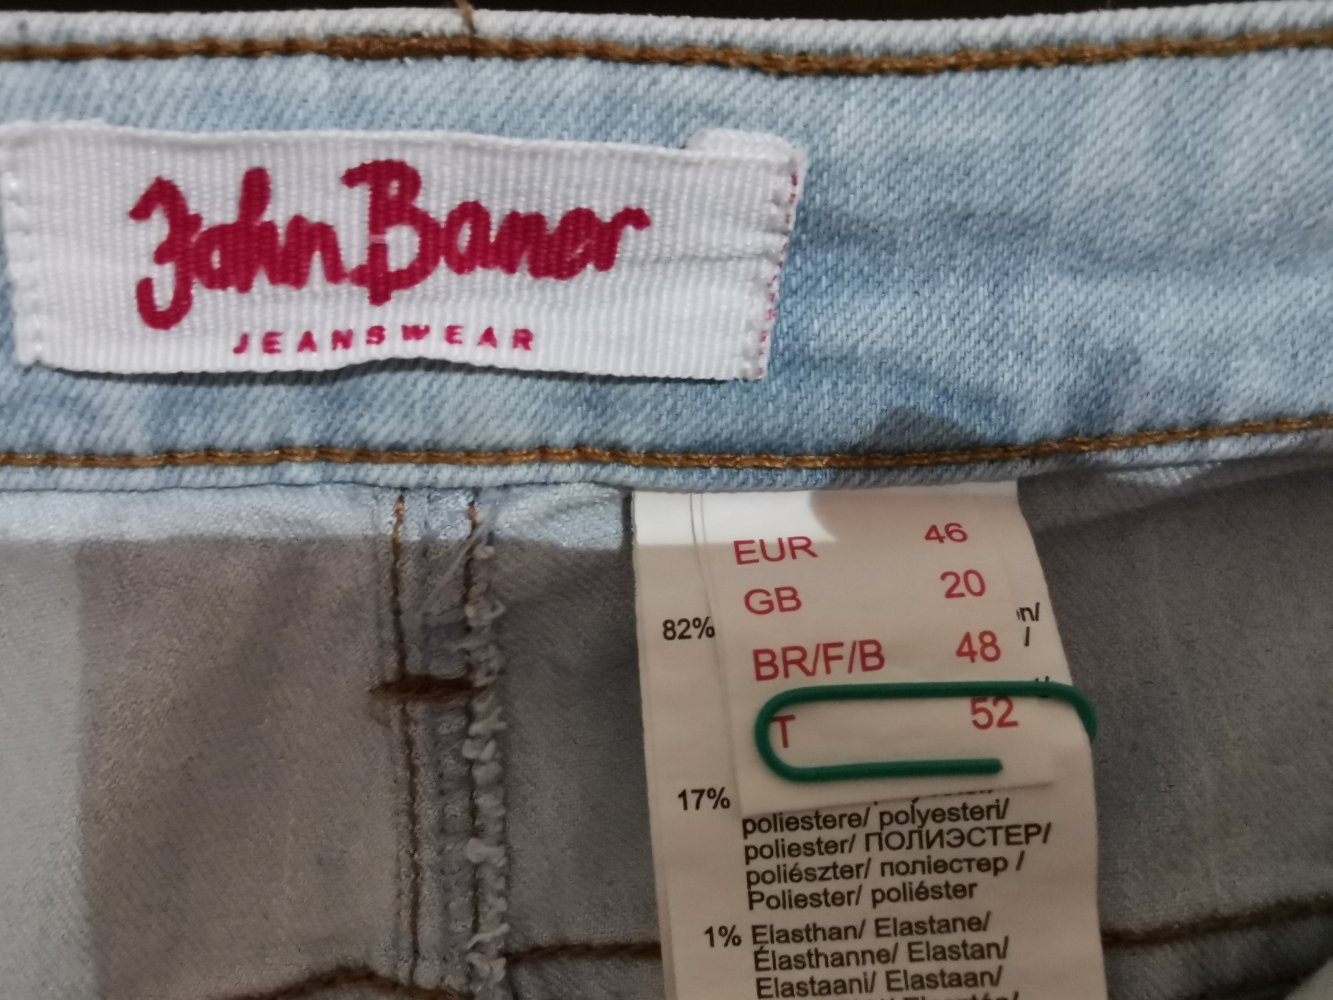 John Baner
JEANSWEAR
EUR 46
GB 20
BR/F/B 48
T 52
82%
17%
poliestere/ polyesteri/
poliester/ ПОЛИЭСТЕР/
poliészter/ поліестер /
Poliester/ poliéster
1% Elasthan/ Elastane/
Élasthanne/ Elastan/
Elastaani/ Elastaan/